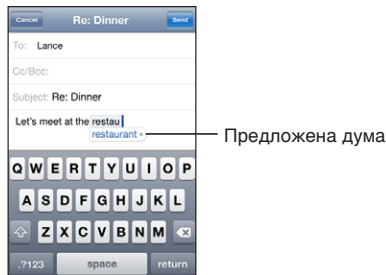 Cancel Re: Dinner Send
To: Lance
Cc/Bcc:
Subject: Re: Dinner
Let's meet at the restau
restaurant ×
Предложена дума
Q W E R T Y U I O P
A S D F G H J K L
Z X C V B N M
.?123 space return